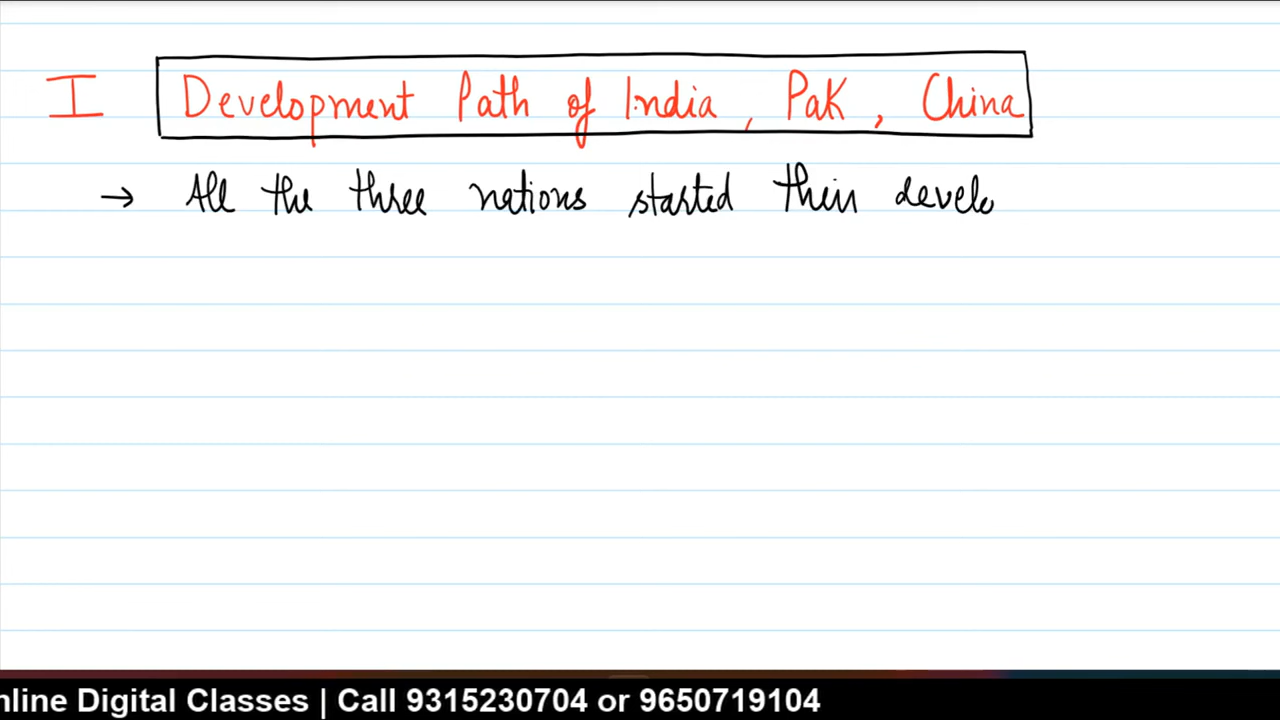 I Development Path of India, Pak, China
→ All the three nations started their develo
nline Digital Classes | Call 9315230704 or 9650719104